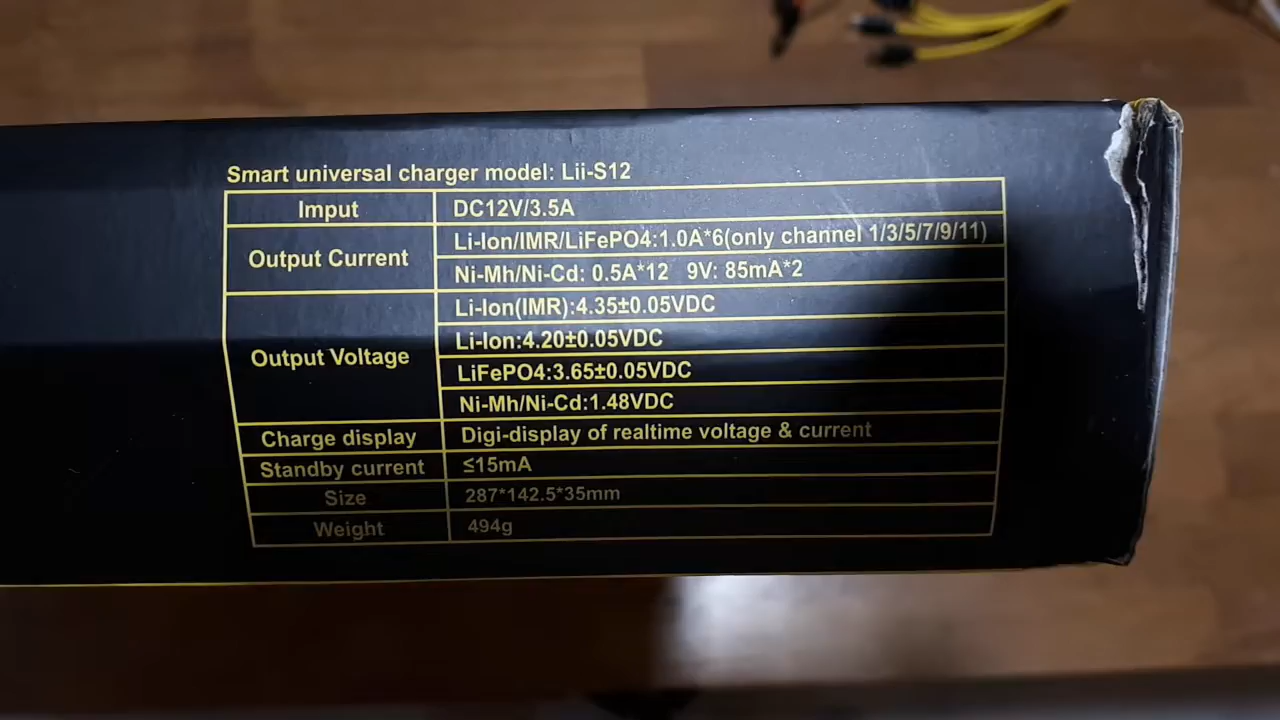 Smart universal charger model: Lii-S12
Imput
DC12V/3.5A
Output Current
Li-Ion/IMR/LiFePO4:1.0A*6(only channel 1/3/5/7/9/11)
Ni-Mh/Ni-Cd: 0.5A*12 9V: 85mA*2
Output Voltage
Li-Ion(IMR):4.35±0.05VDC
Li-Ion:4.20±0.05VDC
LiFePO4:3.65±0.05VDC
Ni-Mh/Ni-Cd:1.48VDC
Charge display
Digi-display of realtime voltage & current
Standby current
≤15mA
Size
287*142.5*35mm
Weight
494g